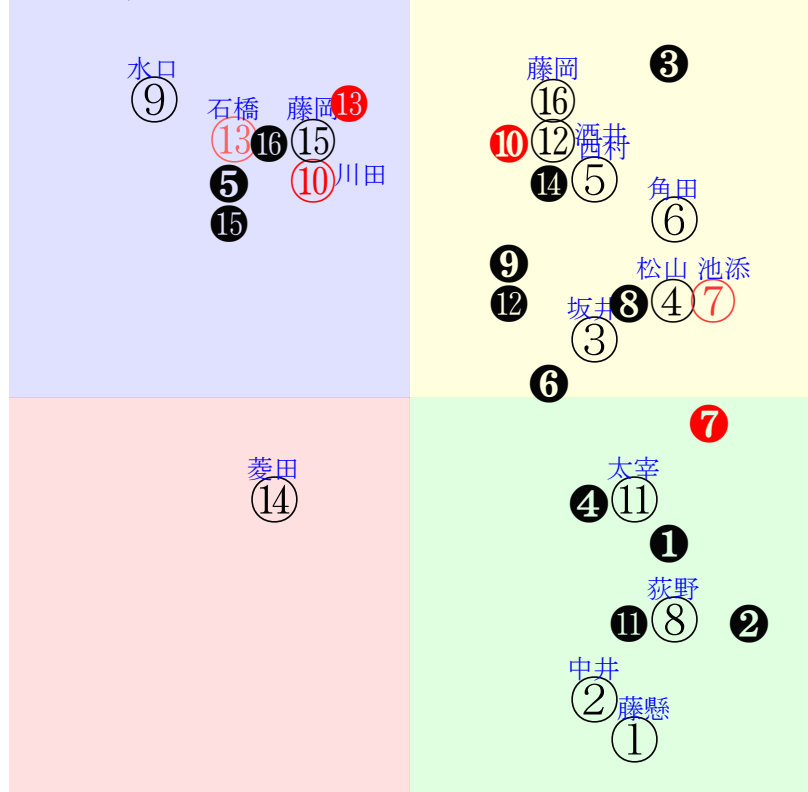 水口
⑨
藤岡
❸
⑯
石橋
⑬
⓰
藤岡
⑮
⓭
❿
⑫
酒井
西村
❺
⑩
川田
⓮
⑤
角田
⑥
⓯
❾
松山
池添
⓬
坂井
❽
④
⑦
③
❻
❼
菱田
⑭
太宰
❹
⑪
❶
荻野
⓫
⑧
❷
中井
②
藤懸
①